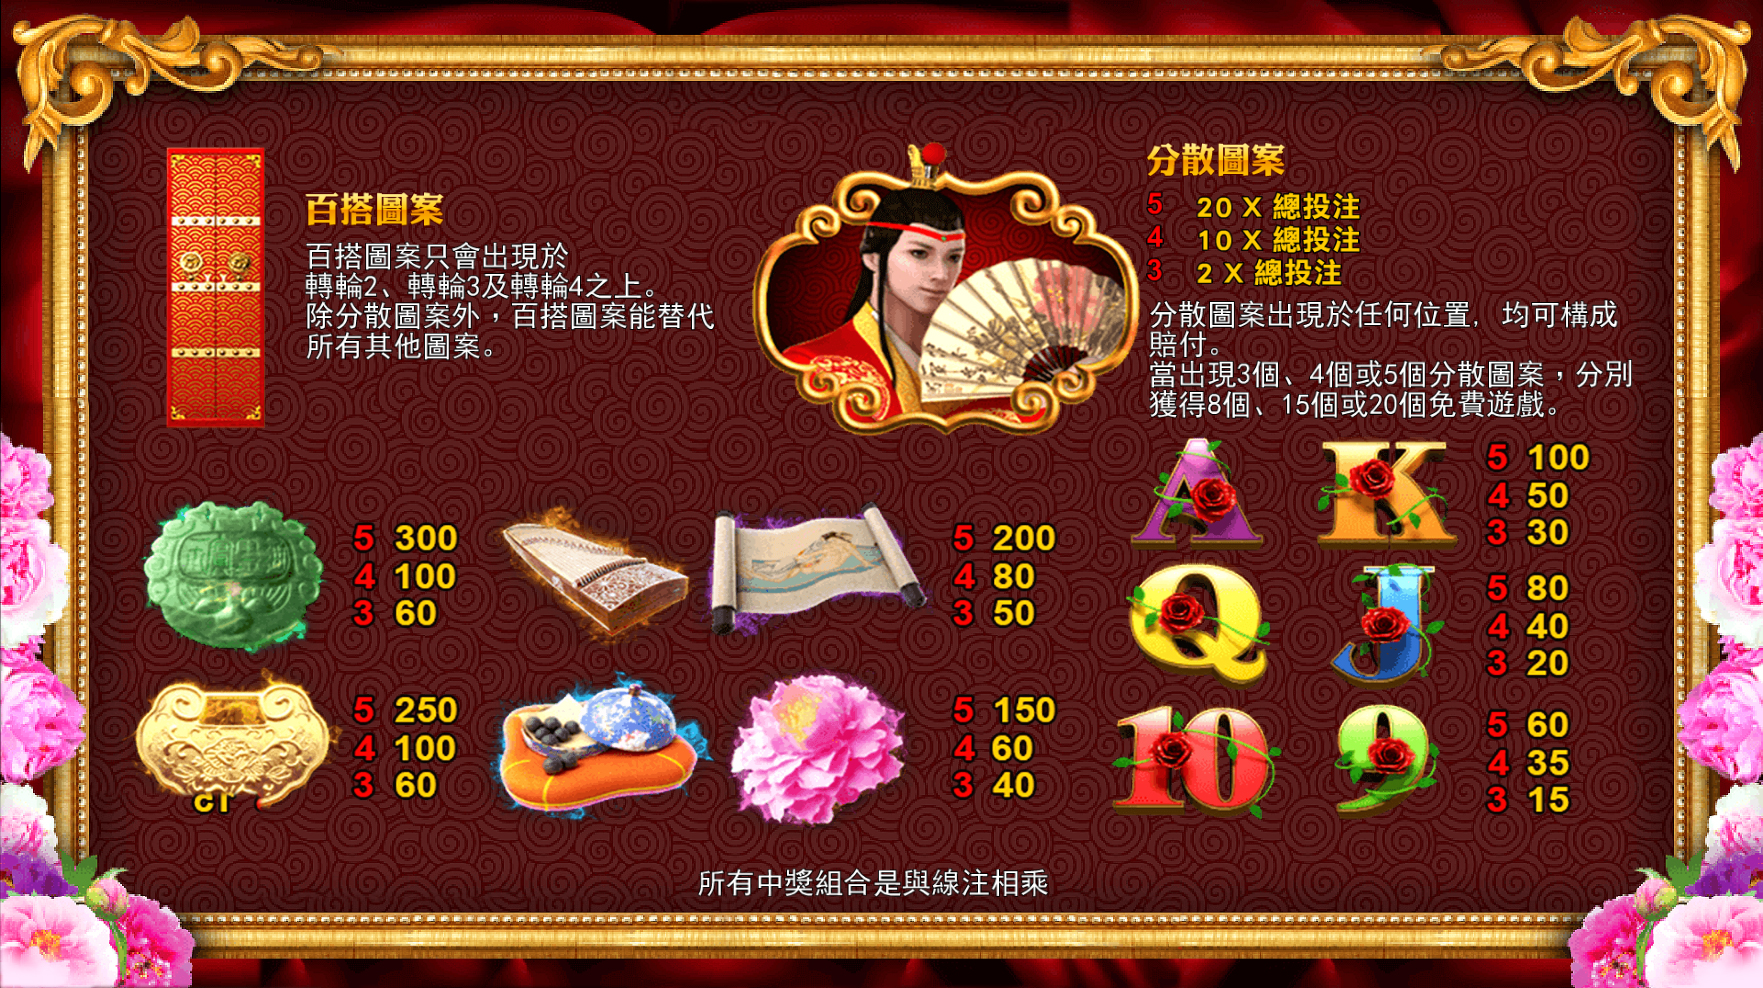 百搭圖案
百搭圖案只會出現於
轉輪2、轉輪3及轉輪4之上。
除分散圖案外，百搭圖案能替代
所有其他圖案。
分散圖案
5 20 X 總投注
4 10 X 總投注
3 2 X 總投注
分散圖案出現於任何位置, 均可構成
賠付。
當出現3個、4個或5個分散圖案，分別
獲得8個、15個或20個免費遊戲。
5 300
4 100
3 60
5 200
4 80
3 50
A K
5 100
4 50
3 30
Q J
5 80
4 40
3 20
5 250
4 100
3 60
5 150
4 60
3 40
10 9
5 60
4 35
3 15
所有中獎組合是與線注相乘